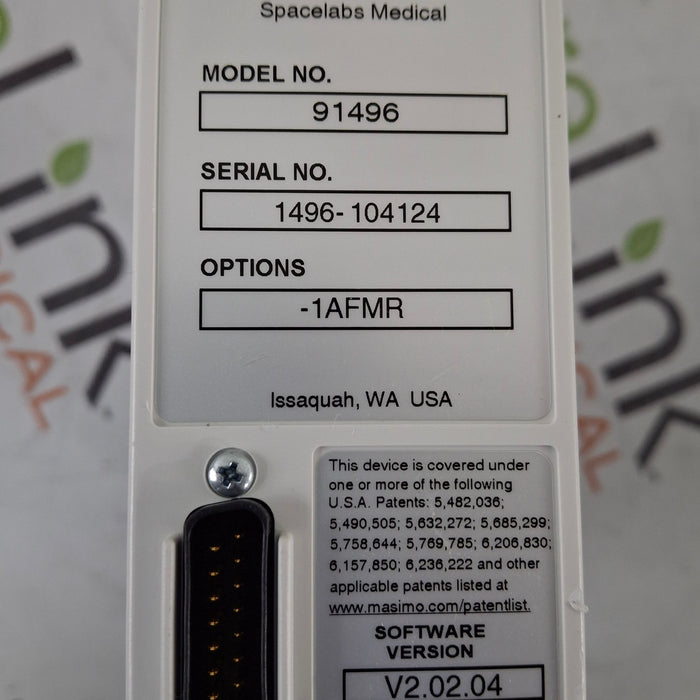 Spacelabs Medical
MODEL NO.
91496
SERIAL NO.
1496-104124
OPTIONS
-1AFMR
Issaquah, WA USA
This device is covered under
one or more of the following
U.S.A. Patents: 5,482,036;
5,490,505; 5,632,272; 5,685,299;
5,758,644; 5,769,785; 6,206,830;
6,157,850; 6,236,222 and other
applicable patents listed at
www.masimo.com/patentlist.
SOFTWARE
VERSION
V2.02.04